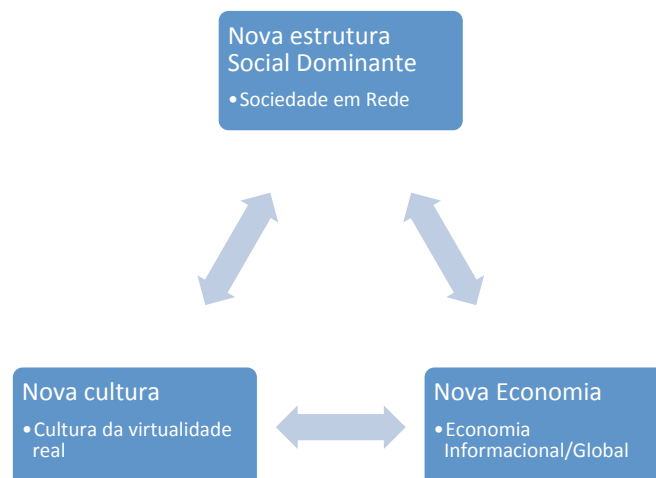 Nova estrutura
Social Dominante
•Sociedade em Rede
Nova cultura
•Cultura da virtualidade
real
Nova Economia
•Economia
Informacional/Global